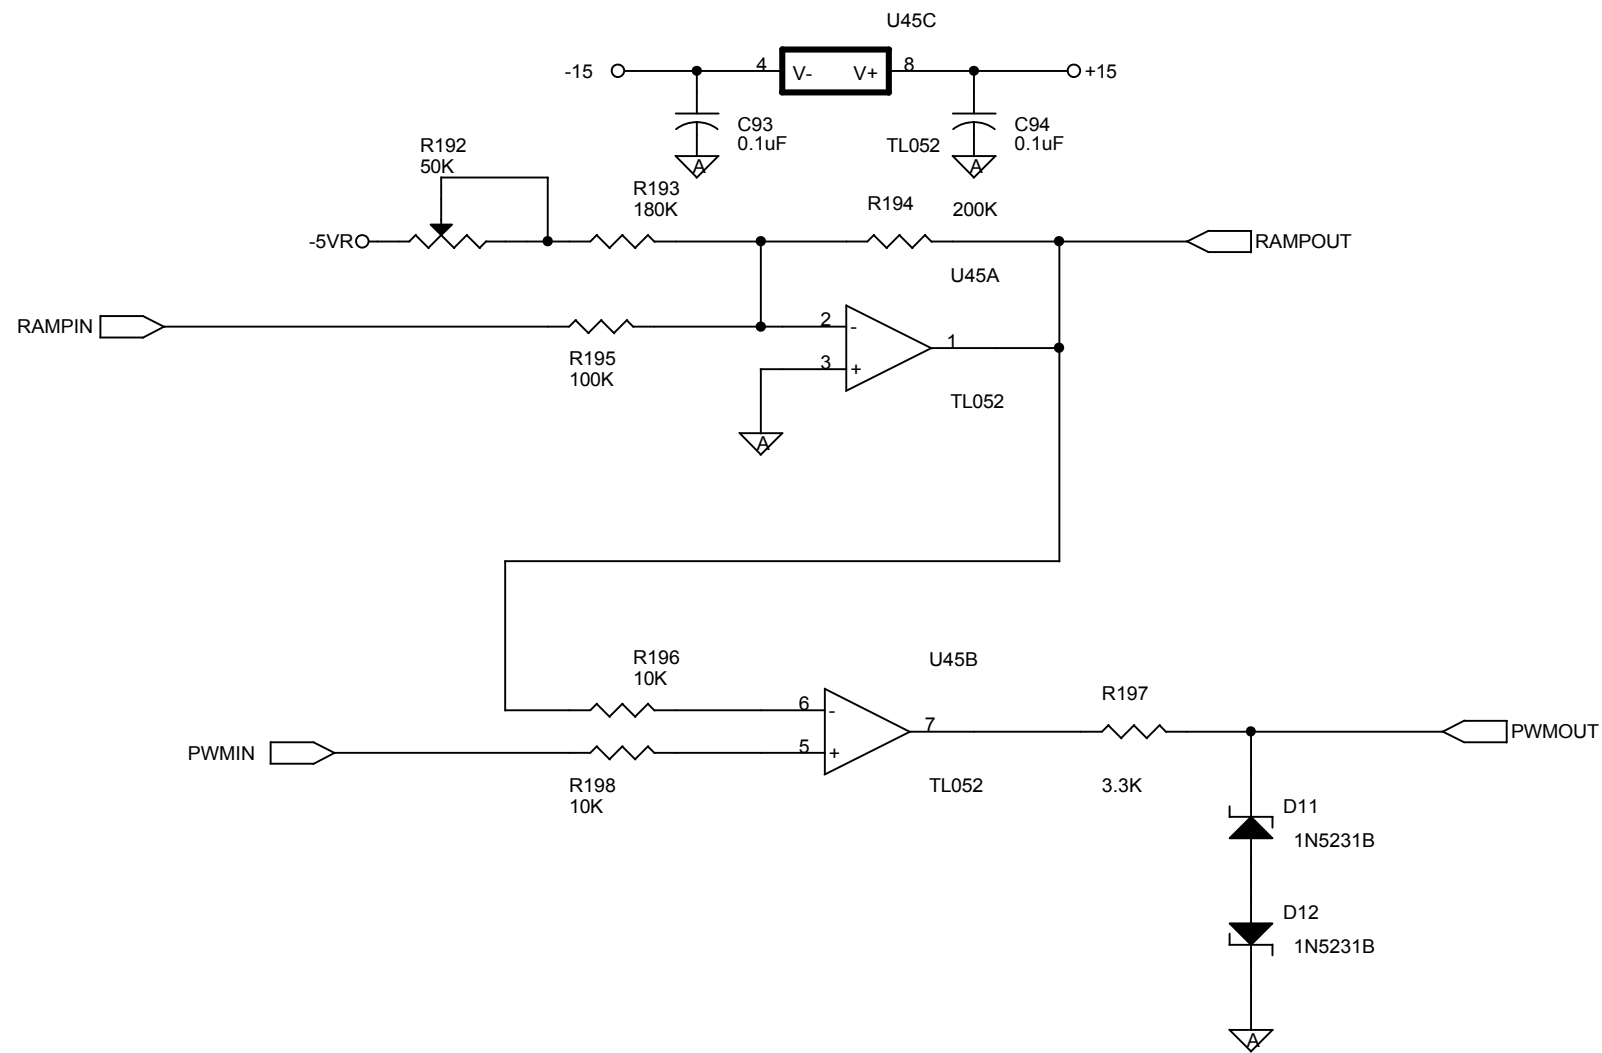 U45C
-15
4
V-
V+
8
+15
C93
0.1uF
TL052
C94
0.1uF
A
A
R192
50K
R193
180K
R194
200K
-5VR
RAMPOUT
U45A
RAMPIN
2
-
1
R195
100K
3
+
TL052
A
R196
10K
U45B
R197
6
-
7
PWMIN
5
+
PWMOUT
R198
10K
TL052
3.3K
D11
1N5231B
D12
1N5231B
A